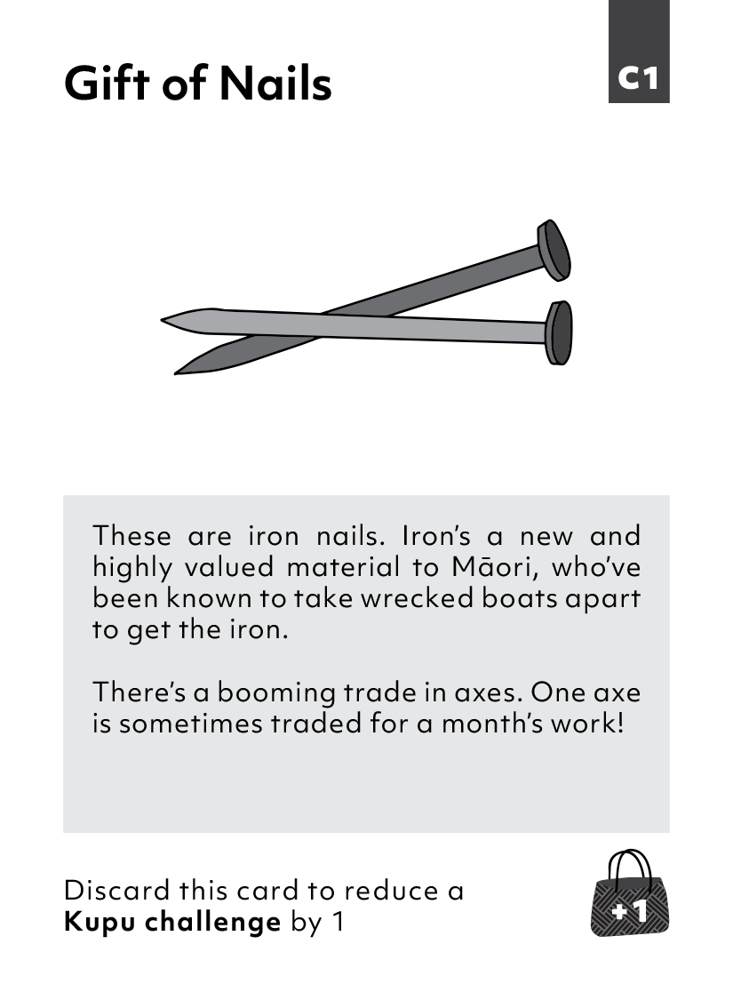 Gift of Nails
C1
These are iron nails. Iron's a new and
highly valued material to Māori, who've
been known to take wrecked boats apart
to get the iron.
There's a booming trade in axes. One axe
is sometimes traded for a month's work!
Discard this card to reduce a
Kupu challenge by 1
+1